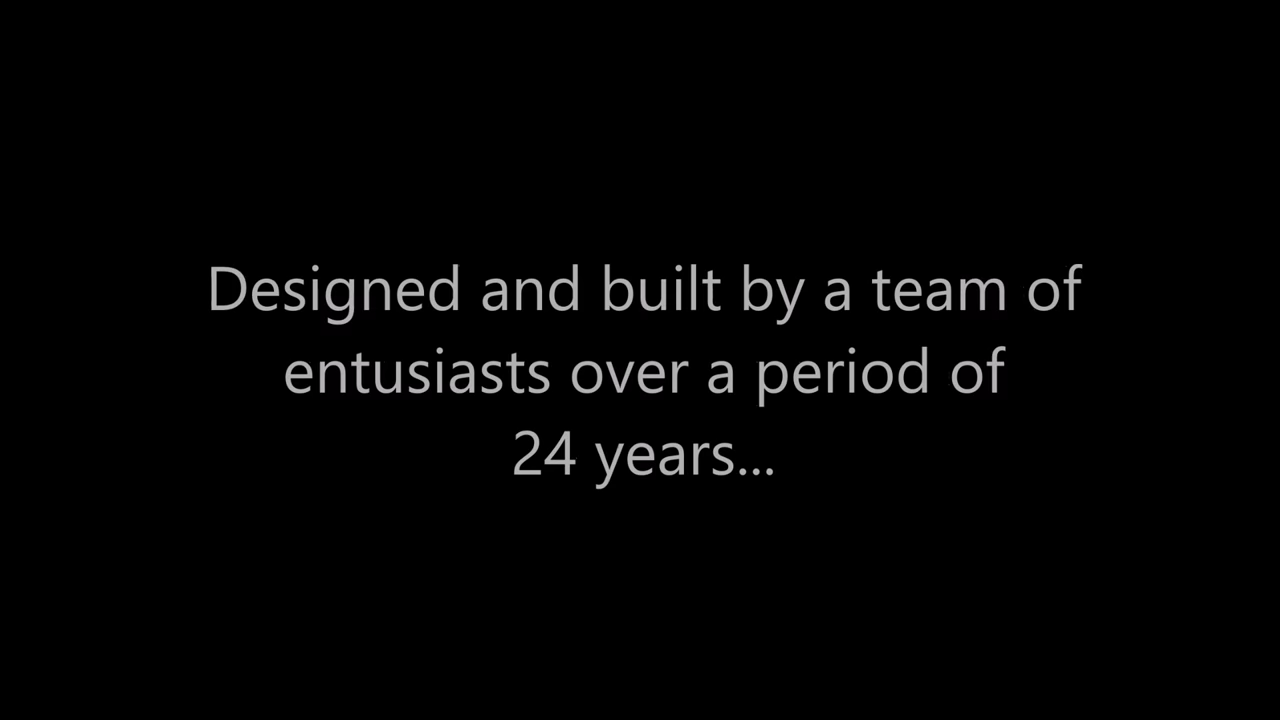 Designed and built by a team of
entusiasts over a period of
24 years...